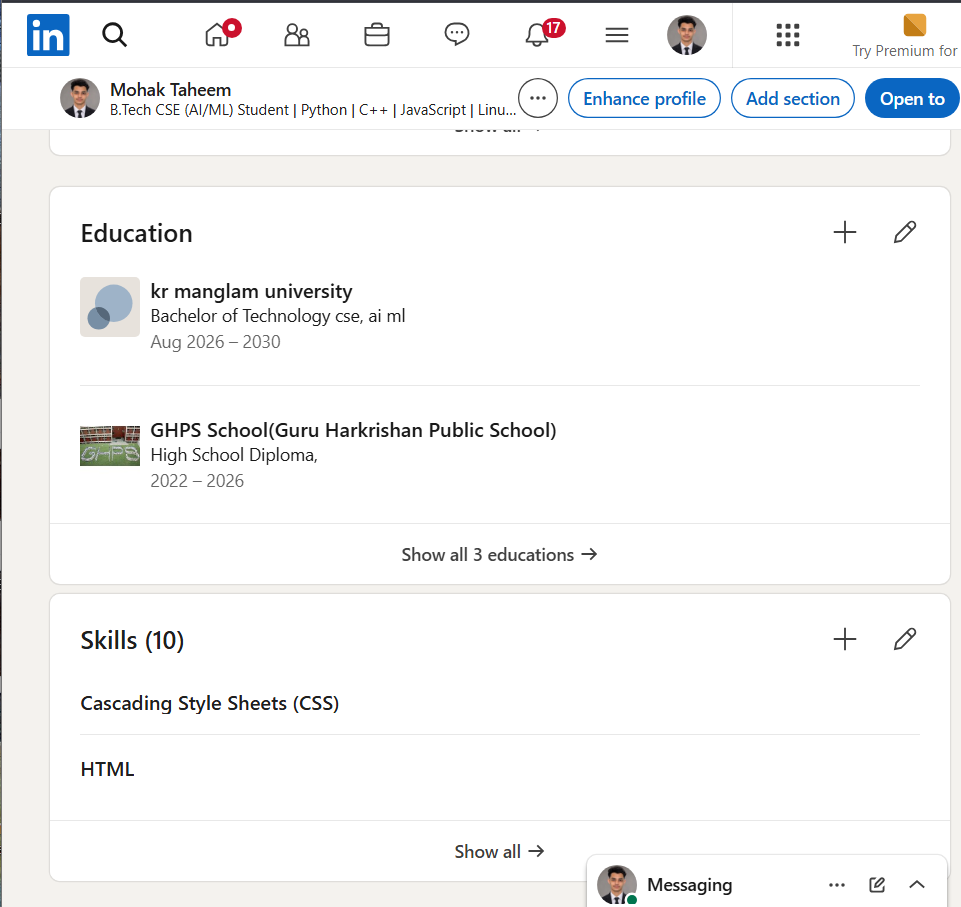 in
17
Try Premium for
Mohak Taheem
B.Tech CSE (AI/ML) Student | Python | C++ | JavaScript | Linu...
Enhance profile
Add section
Open to
Show all
Education
kr manglam university
Bachelor of Technology cse, ai ml
Aug 2026 – 2030
GHPS School(Guru Harkrishan Public School)
GHPS
High School Diploma,
2022 – 2026
Show all 3 educations →
Skills (10)
Cascading Style Sheets (CSS)
HTML
Show all →
Messaging